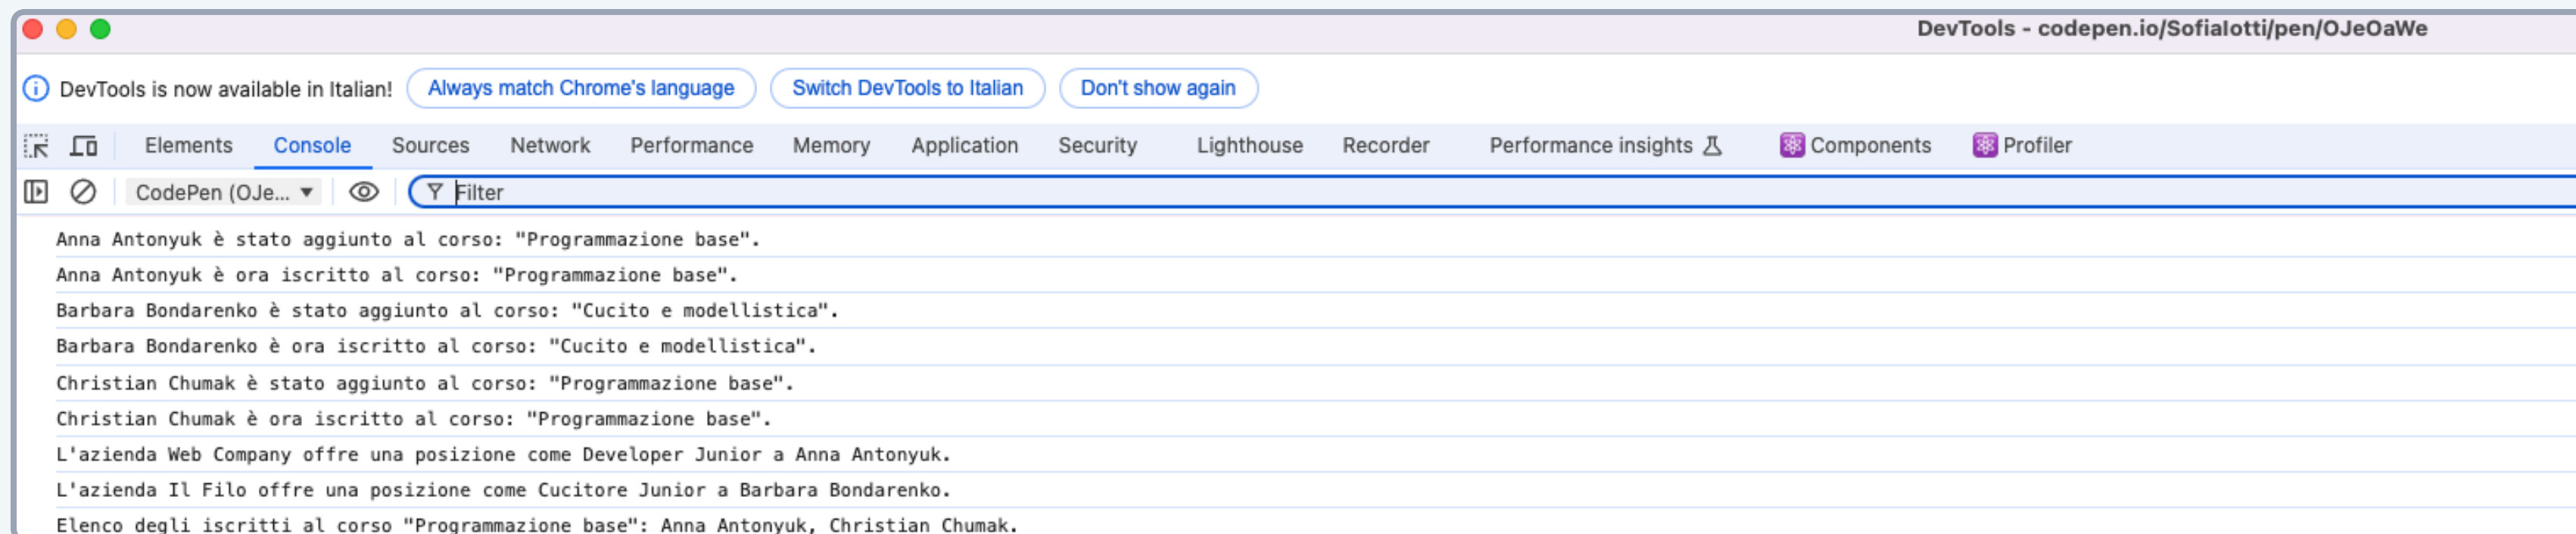 DevTools - codepen.io/SofiaIotti/pen/OJeOaWe
DevTools is now available in Italian! Always match Chrome's language Switch DevTools to Italian Don't show again
Elements Console Sources Network Performance Memory Application Security Lighthouse Recorder Performance insights Components Profiler
CodePen (OJe... Filter
Anna Antonyuk è stato aggiunto al corso: "Programmazione base".
Anna Antonyuk è ora iscritto al corso: "Programmazione base".
Barbara Bondarenko è stato aggiunto al corso: "Cucito e modellistica".
Barbara Bondarenko è ora iscritto al corso: "Cucito e modellistica".
Christian Chumak è stato aggiunto al corso: "Programmazione base".
Christian Chumak è ora iscritto al corso: "Programmazione base".
L'azienda Web Company offre una posizione come Developer Junior a Anna Antonyuk.
L'azienda Il Filo offre una posizione come Cucitore Junior a Barbara Bondarenko.
Elenco degli iscritti al corso "Programmazione base": Anna Antonyuk, Christian Chumak.